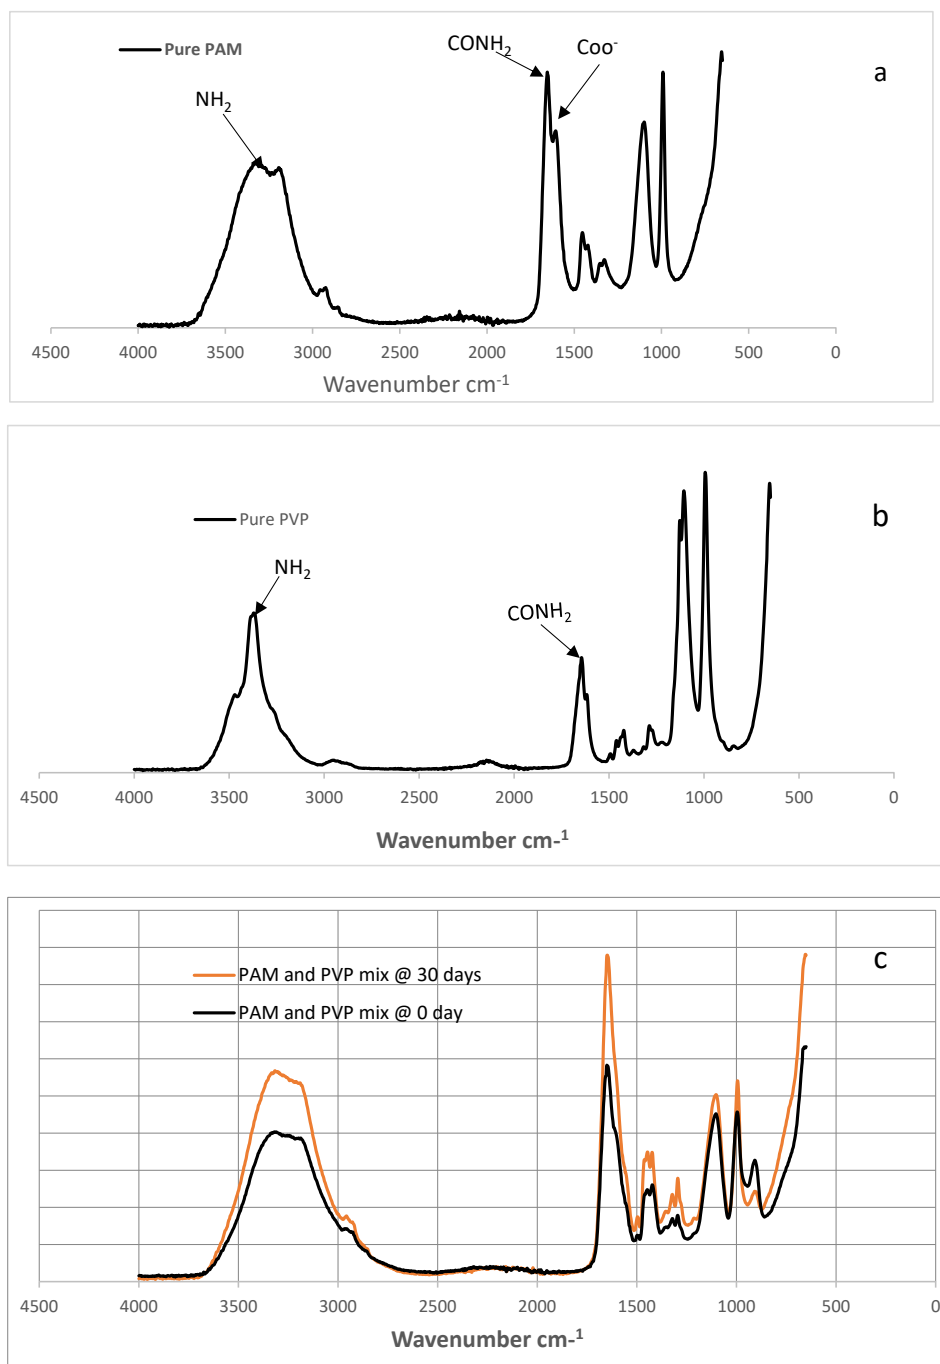 Pure PAM
CONH₂
Coo⁻
a
NH₂
4500 4000 3500 3000 2500 2000 1500 1000 500 0
Wavenumber cm⁻¹
Pure PVP
b
NH₂
CONH₂
4500 4000 3500 3000 2500 2000 1500 1000 500 0
Wavenumber cm-¹
c
PAM and PVP mix @ 30 days
PAM and PVP mix @ 0 day
4500 4000 3500 3000 2500 2000 1500 1000 500 0
Wavenumber cm-¹